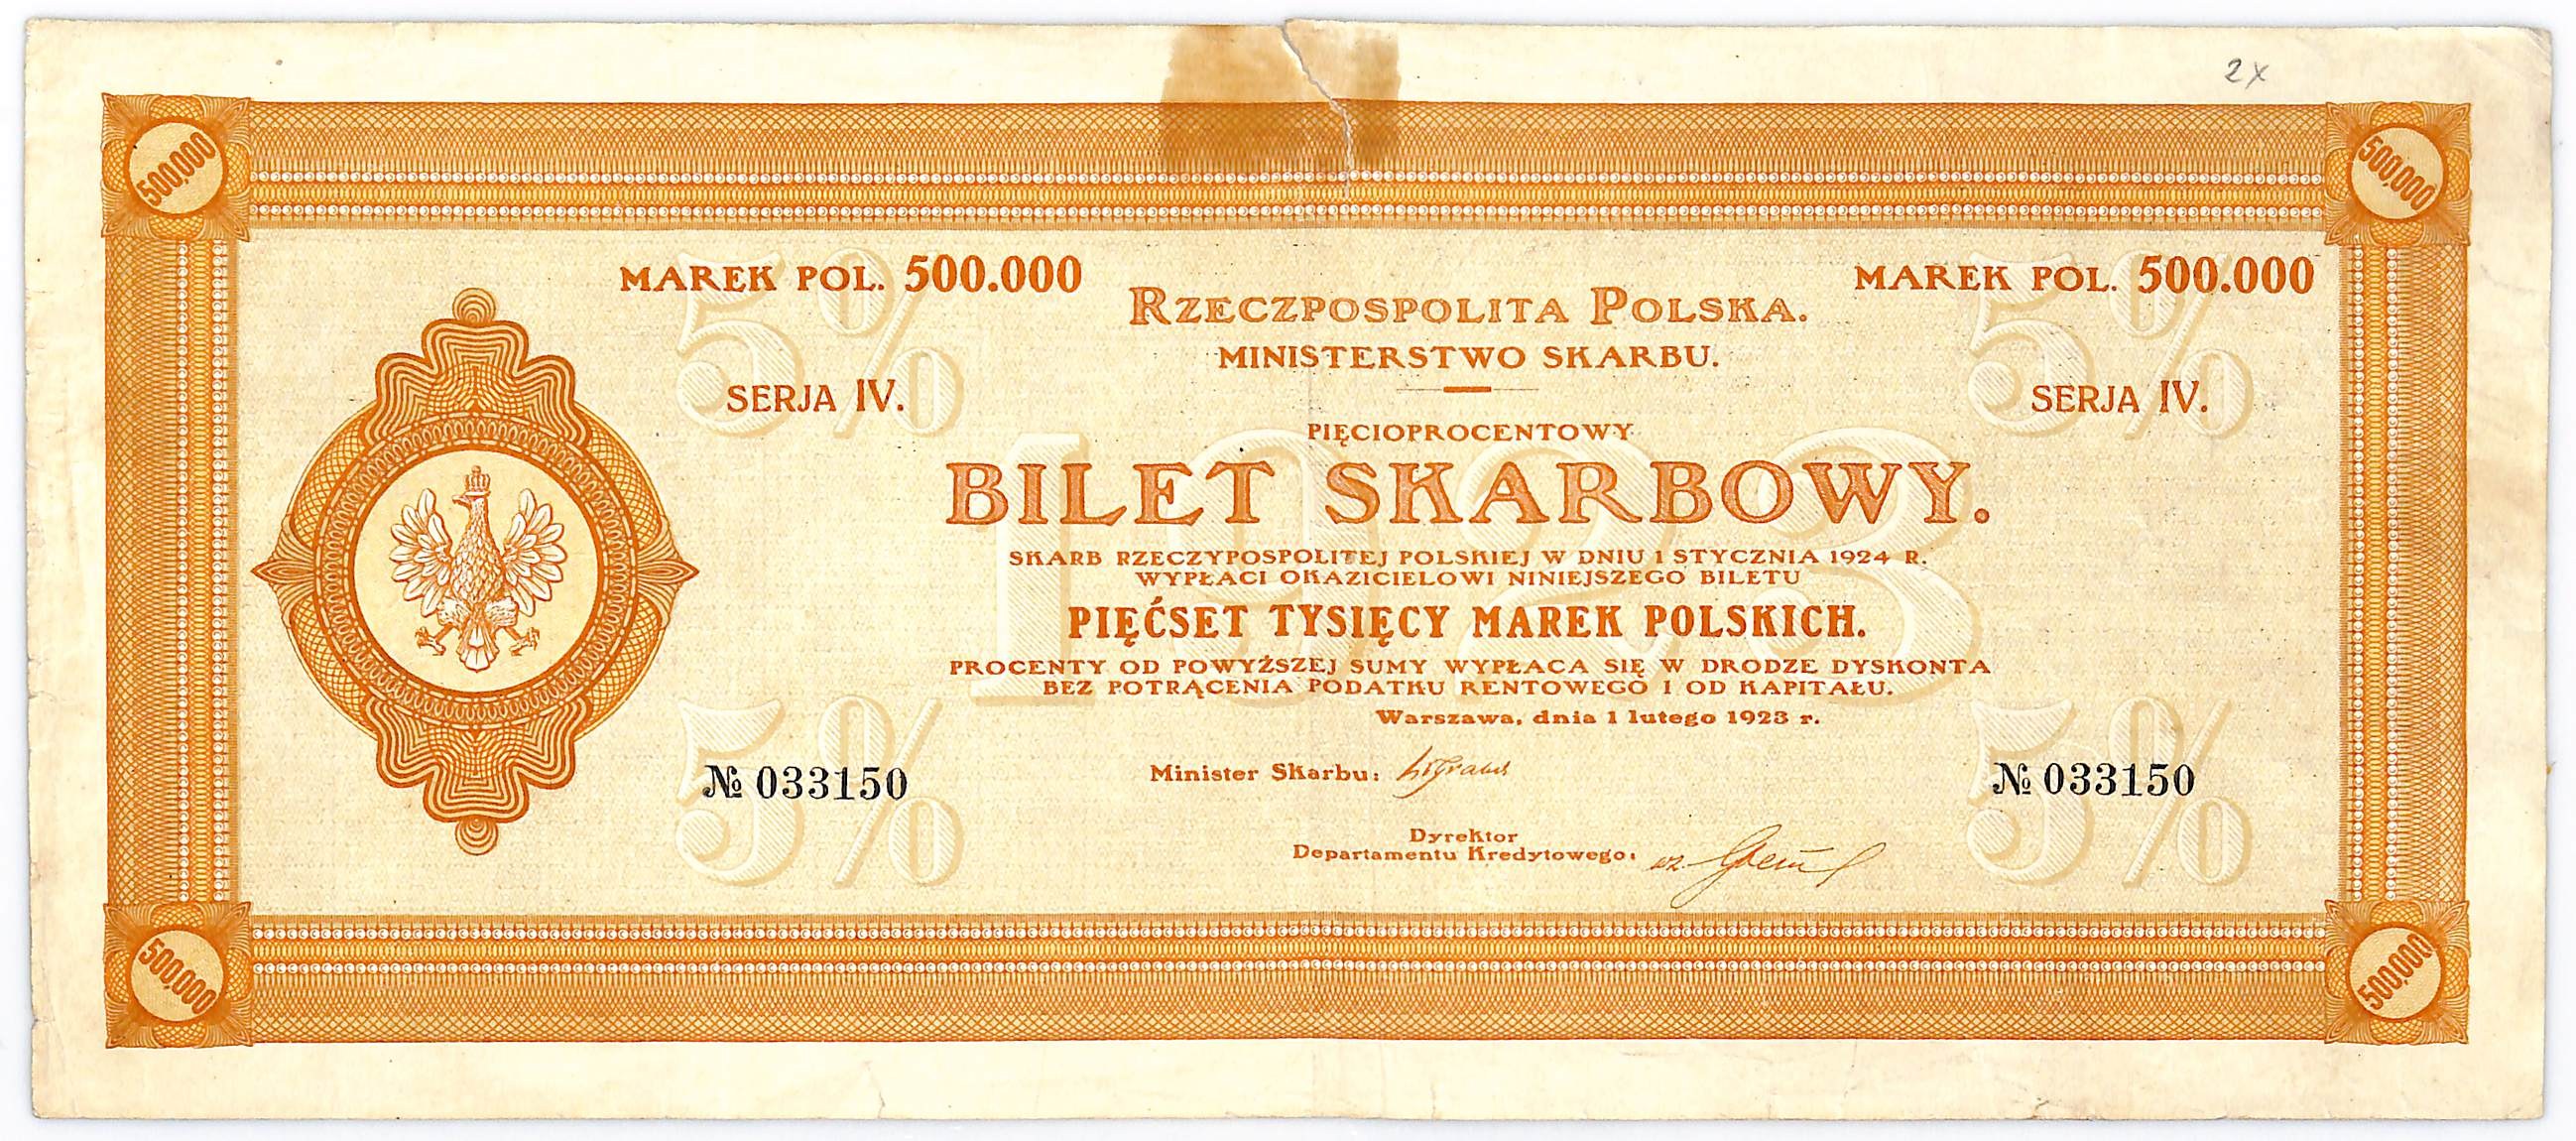 2x
500,000
500,000
MAREK POL. 500.000
MAREK POL. 500.000
5%
5%
RZECZPOSPOLITA POLSKA.
MINISTERSTWO SKARBU.
SERJA IV.
SERJA IV.
PIĘCIOPROCENTOWY
1923
BILET SKARBOWY.
SKARB RZECZYPOSPOLITEJ POLSKIEJ W DNIU 1 STYCZNIA 1924 R.
WYPŁACI OKAZICIELOWI NINIEJSZEGO BILETU
PIĘĆSET TYSIĘCY MAREK POLSKICH.
PROCENTY OD POWYŻSZEJ SUMY WYPŁACA SIĘ W DRODZE DYSKONTA
BEZ POTRĄCENIA PODATKU RENTOWEGO I OD KAPITAŁU.
Warszawa, dnia 1 lutego 1923 r.
5%
5%
№ 033150
Minister Skarbu:
№ 033150
Dyrektor
Departamentu Kredytowego:
500,000
500,000